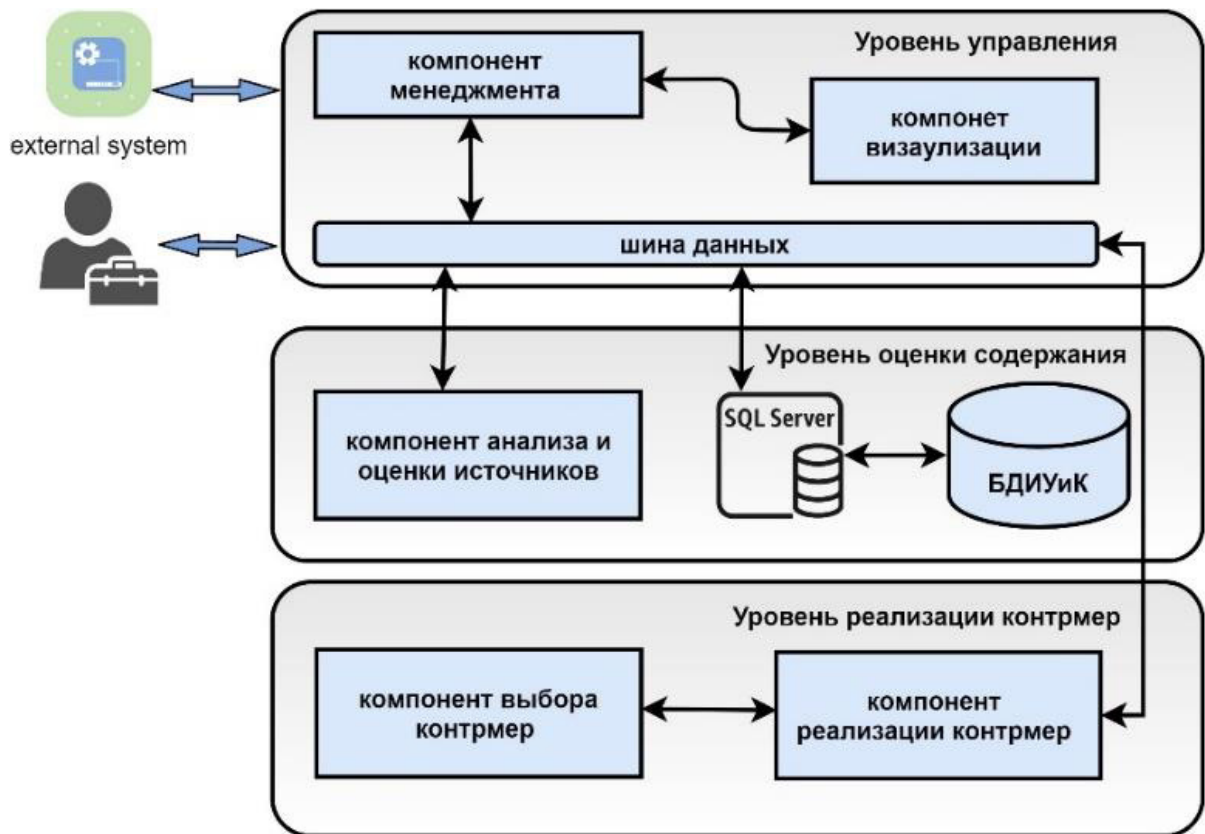 Уровень управления
компонент
менеджмента
компонет
визаулизации
external system
шина данных
Уровень оценки содержания
компонент анализа и
оценки источников
SQL Server
БДИУиК
Уровень реализации контрмер
компонент выбора
контрмер
компонент
реализации контрмер